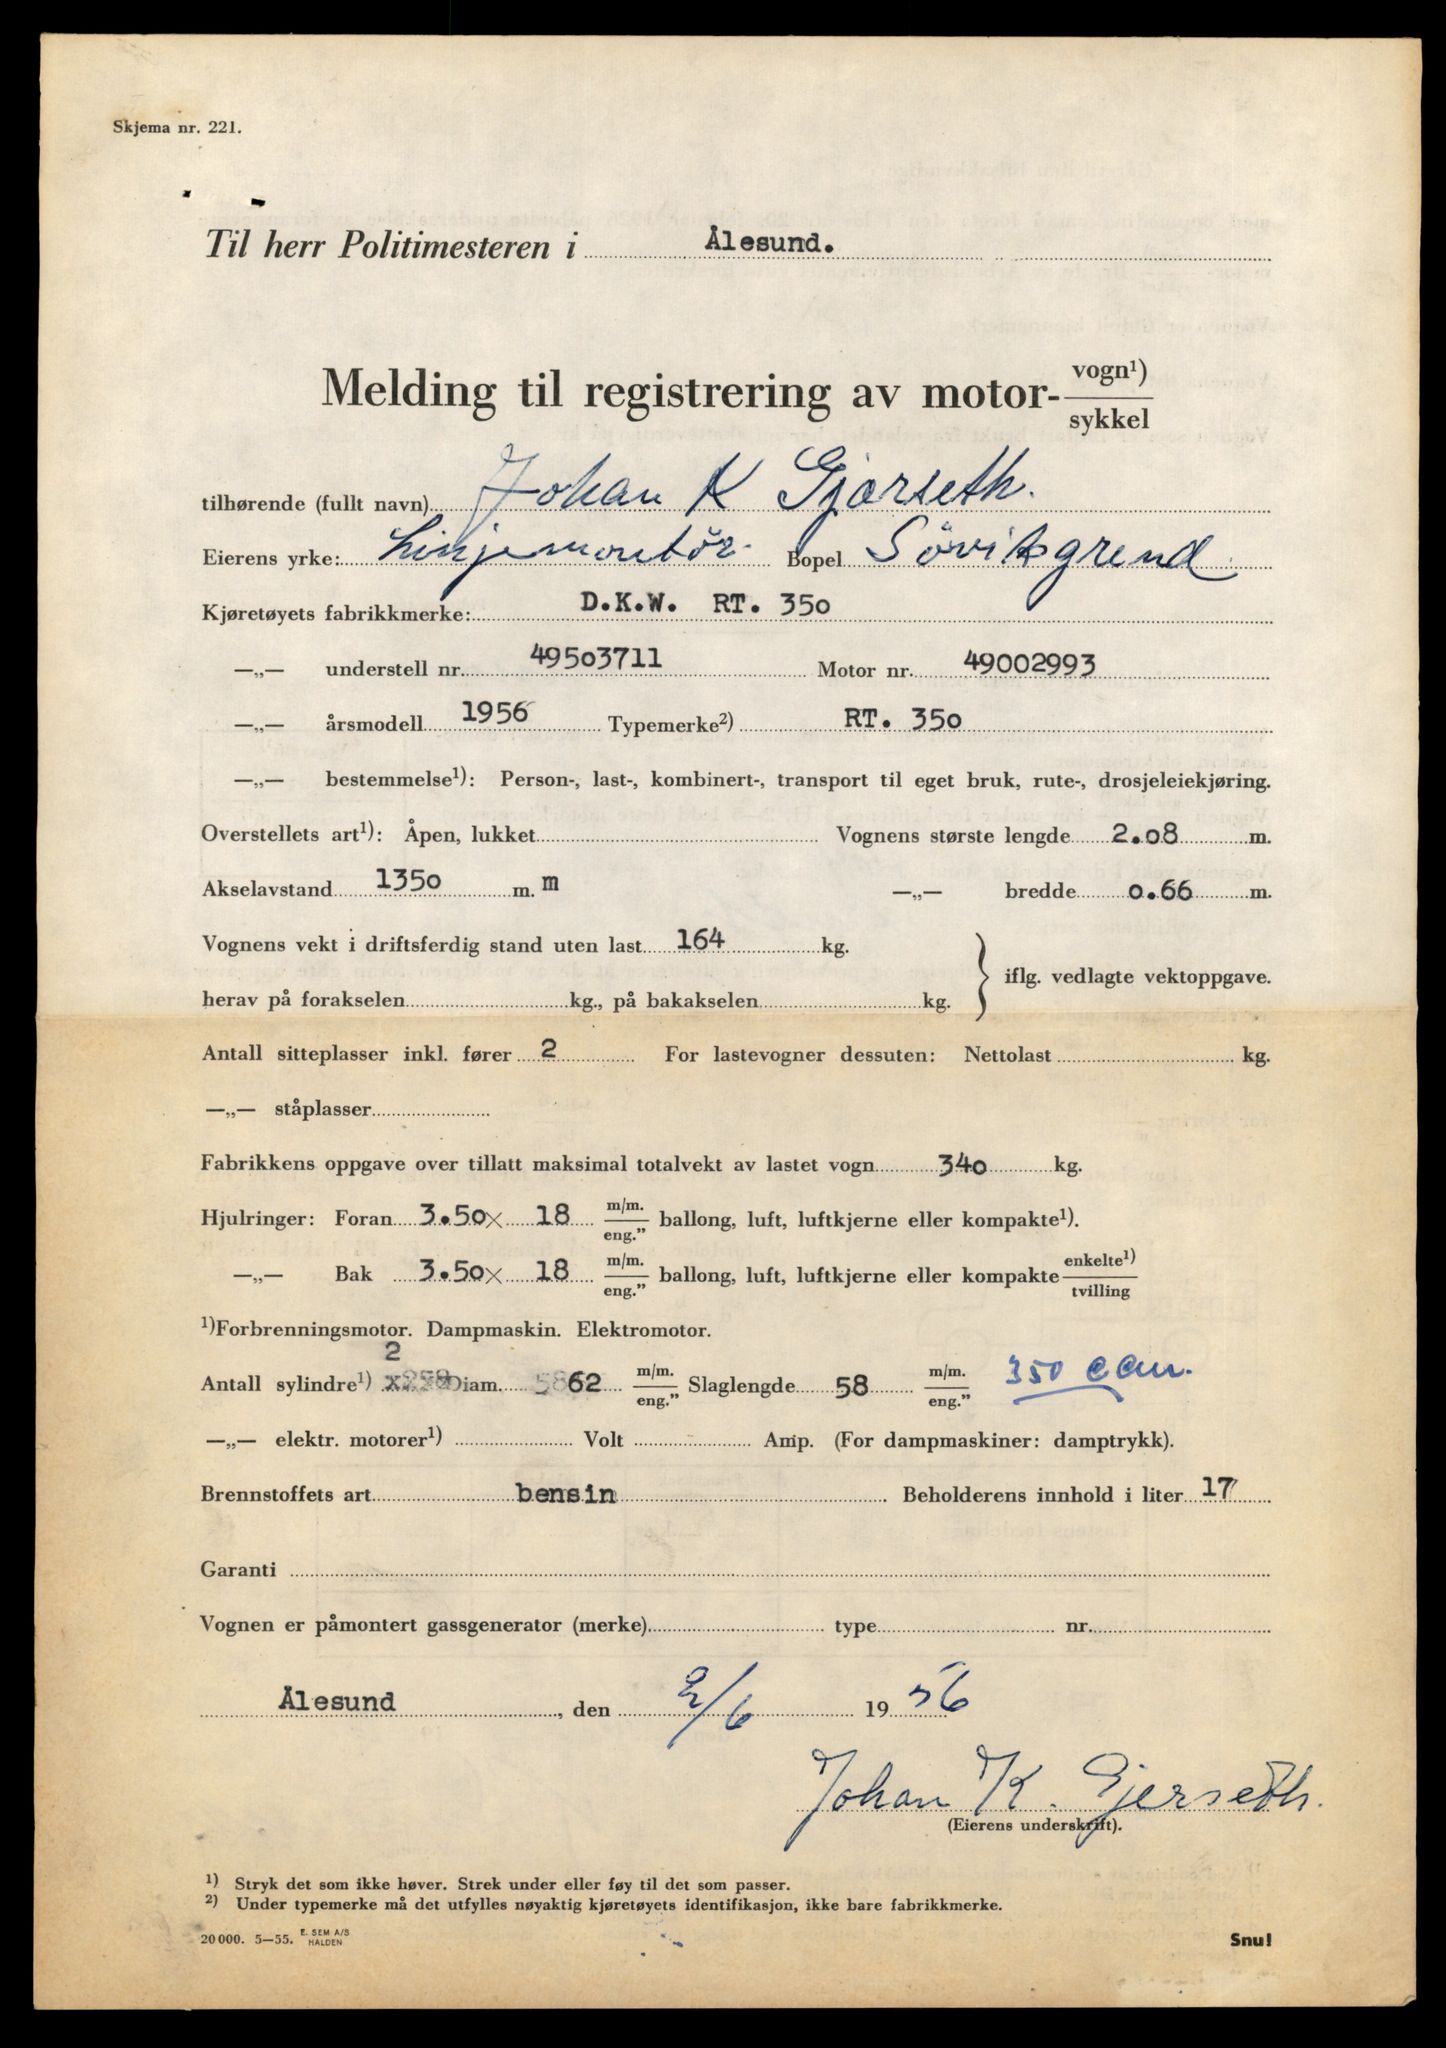 Skjema nr. 221.
Til herr Politimesteren i Ålesund.
Melding til registrering av motor- vogn¹) / sykkel
tilhørende (fullt navn) Johan K Gjørseth.
Eierens yrke: Linjemontör. Bopel Sövikgrend
Kjøretøyets fabrikkmerke: D.K.W. RT. 350
—„— understell nr. 49503711 Motor nr. 49002993
—„— årsmodell 1956 Typemerke²) RT. 350
—„— bestemmelse¹): Person-, last-, kombinert-, transport til eget bruk, rute-, drosjeleiekjøring.
Overstellets art¹): Åpen, lukket Vognens største lengde 2.08 m.
Akselavstand 1350 m.m —„— bredde 0.66 m.
Vognens vekt i driftsferdig stand uten last 164 kg.
iflg. vedlagte vektoppgave.
herav på forakselen kg., på bakakselen kg.
Antall sitteplasser inkl. fører 2 For lastevogner dessuten: Nettolast kg.
—„— ståplasser
Fabrikkens oppgave over tillatt maksimal totalvekt av lastet vogn 340 kg.
Hjulringer: Foran 3.50 × 18 m/m. / eng.” ballong, luft, luftkjerne eller kompakte¹).
—„— Bak 3.50 × 18 m/m. / eng.” ballong, luft, luftkjerne eller kompakte enkelte¹) / tvilling
¹)Forbrenningsmotor. Dampmaskin. Elektromotor.
Antall sylindre¹) 2 Diam. 62 m/m. / eng.” Slaglengde 58 m/m. / eng.” 350 ccm.
—„— elektr. motorer¹) Volt Amp. (For dampmaskiner: damptrykk).
Brennstoffets art bensin Beholderens innhold i liter 17
Garanti
Vognen er påmontert gassgenerator (merke) type nr.
Ålesund, den 2/6 1956
Johan K. Gjerseth.
(Eierens underskrift).
¹) Stryk det som ikke høver. Strek under eller føy til det som passer.
²) Under typemerke må det utfylles nøyaktig kjøretøyets identifikasjon, ikke bare fabrikkmerke.
20 000. 5—55. E. SEM A/S HALDEN Snu!